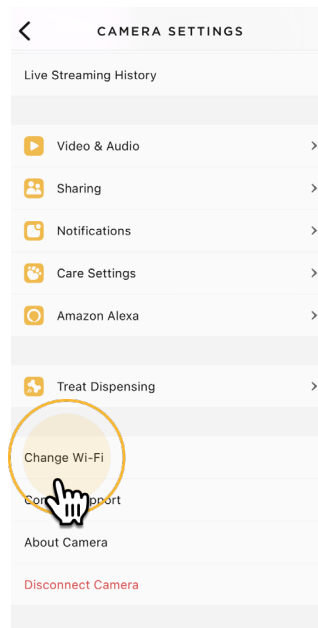 CAMERA SETTINGS
Live Streaming History
Video & Audio
Sharing
Notifications
Care Settings
Amazon Alexa
Treat Dispensing
Change Wi-Fi
About Camera
Disconnect Camera